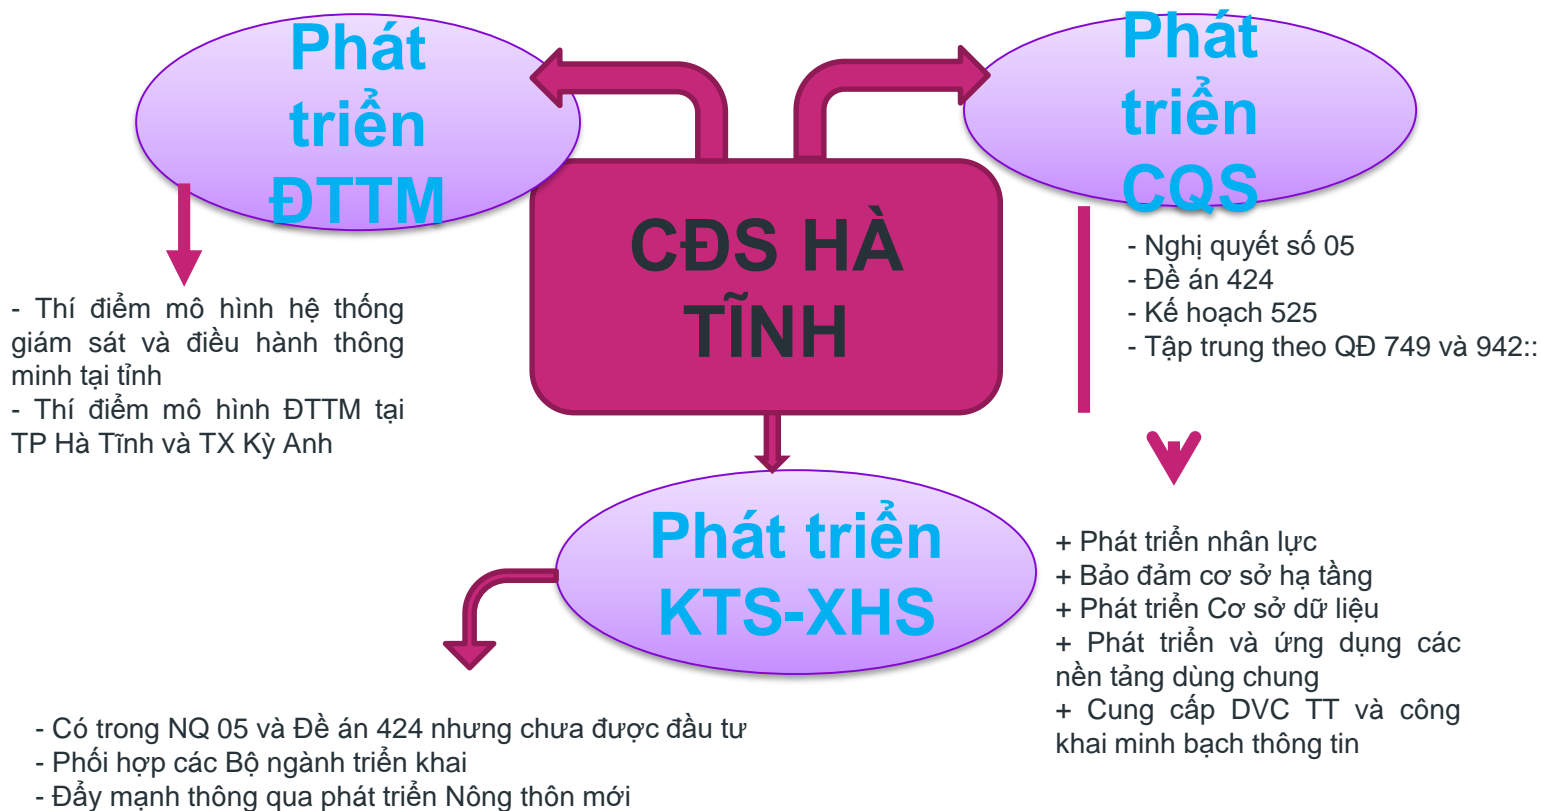 Phát
triển
ĐTTM
Phát
triển
CQS
CĐS HÀ
TĨNH
- Nghị quyết số 05
- Đề án 424
- Kế hoạch 525
- Tập trung theo QĐ 749 và 942::
- Thí điểm mô hình hệ thống
giám sát và điều hành thông
minh tại tỉnh
- Thí điểm mô hình ĐTTM tại
TP Hà Tĩnh và TX Kỳ Anh
Phát triển
KTS-XHS
+ Phát triển nhân lực
+ Bảo đảm cơ sở hạ tầng
+ Phát triển Cơ sở dữ liệu
+ Phát triển và ứng dụng các
nền tảng dùng chung
+ Cung cấp DVC TT và công
khai minh bạch thông tin
- Có trong NQ 05 và Đề án 424 nhưng chưa được đầu tư
- Phối hợp các Bộ ngành triển khai
- Đẩy mạnh thông qua phát triển Nông thôn mới